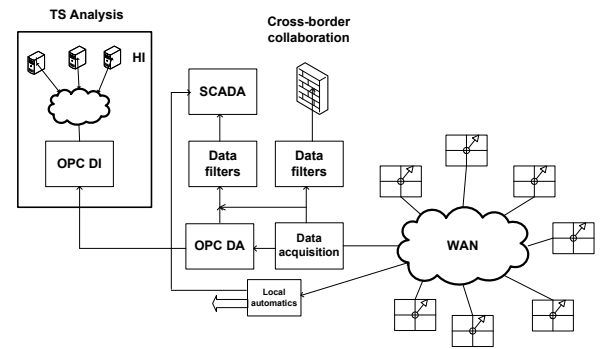 TS Analysis
HI
OPC DI
Cross-border
collaboration
SCADA
Data
filters
Data
filters
OPC DA
Data
acquisition
WAN
Local
automatics